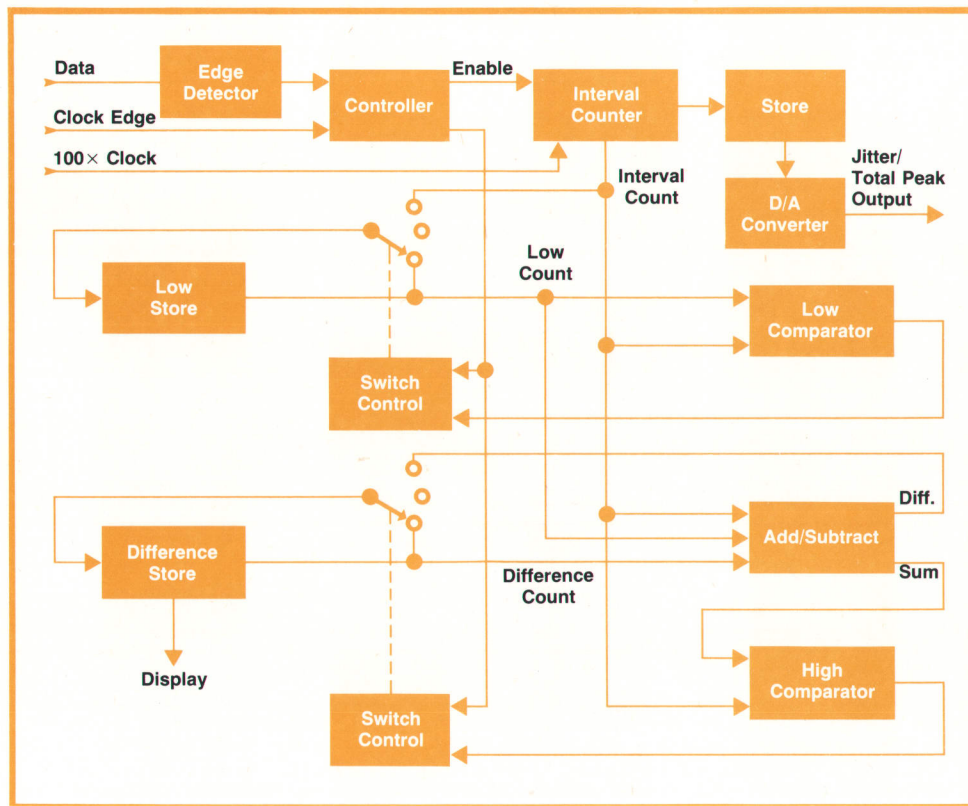 Data
Edge
Detector
Clock Edge
100× Clock
Controller
Enable
Interval
Counter
Store
Interval
Count
D/A
Converter
Jitter/
Total Peak
Output
Low
Store
Low
Count
Low
Comparator
Switch
Control
Difference
Store
Difference
Count
Add/Subtract
Diff.
Sum
Display
Switch
Control
High
Comparator